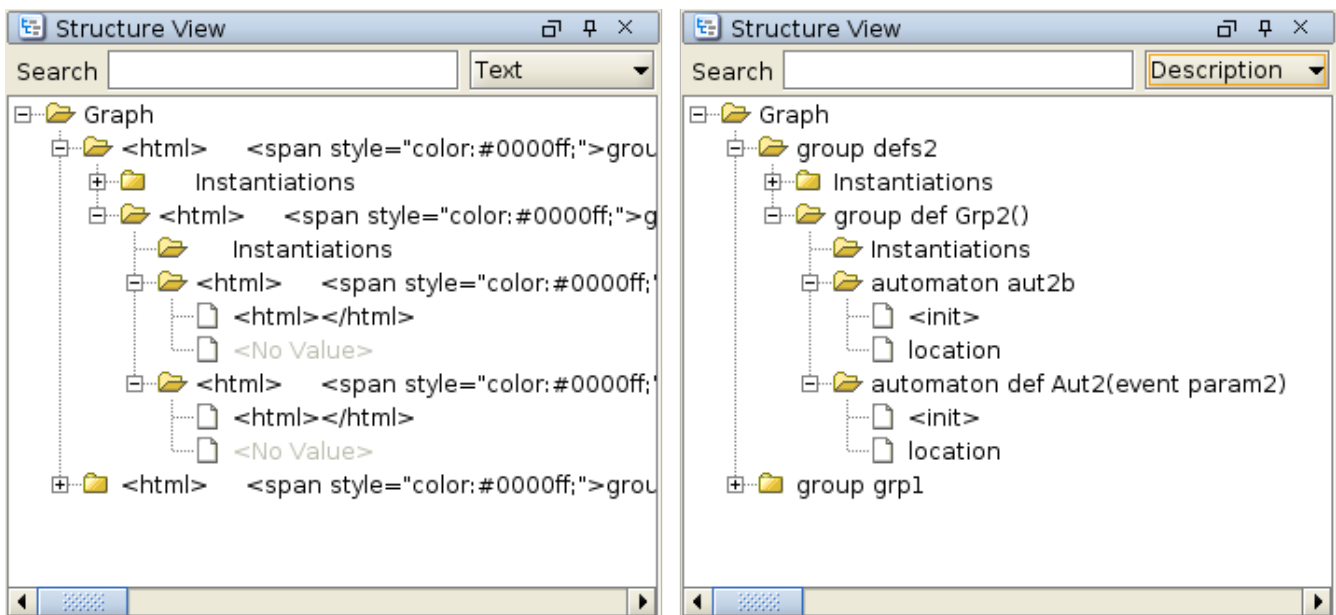 Structure View
Search
Text
Graph
<html>     <span style="color:#0000ff;">grou
Instantiations
<html>     <span style="color:#0000ff;">g
Instantiations
<html>     <span style="color:#0000ff;"
<html></html>
<No Value>
<html>     <span style="color:#0000ff;"
<html></html>
<No Value>
<html>     <span style="color:#0000ff;">grou
Structure View
Search
Description
Graph
group defs2
Instantiations
group def Grp2()
Instantiations
automaton aut2b
<init>
location
automaton def Aut2(event param2)
<init>
location
group grp1